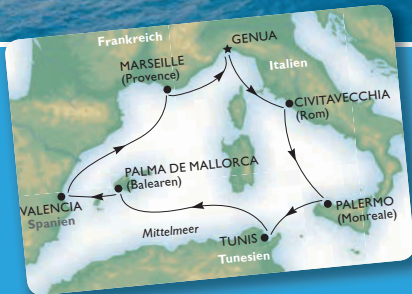 Frankreich
GENUA
MARSEILLE
(Provence)
Italien
CIVITAVECCHIA
(Rom)
PALMA DE MALLORCA
(Balearen)
VALENCIA
Spanien
PALERMO
(Monreale)
Mittelmeer
TUNIS
Tunesien